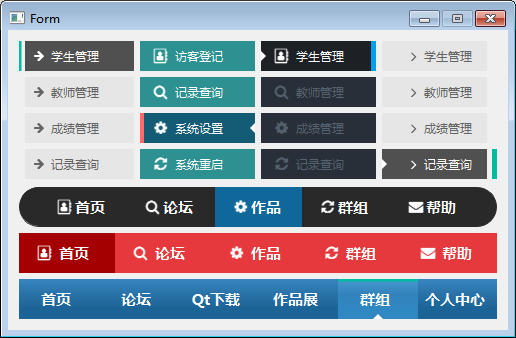 Form
学生管理 访客登记 学生管理 学生管理
教师管理 记录查询 教师管理 教师管理
成绩管理 系统设置 成绩管理 成绩管理
记录查询 系统重启 记录查询 记录查询
首页 论坛 作品 群组 帮助
首页 论坛 作品 群组 帮助
首页 论坛 Qt下载 作品展 群组 个人中心